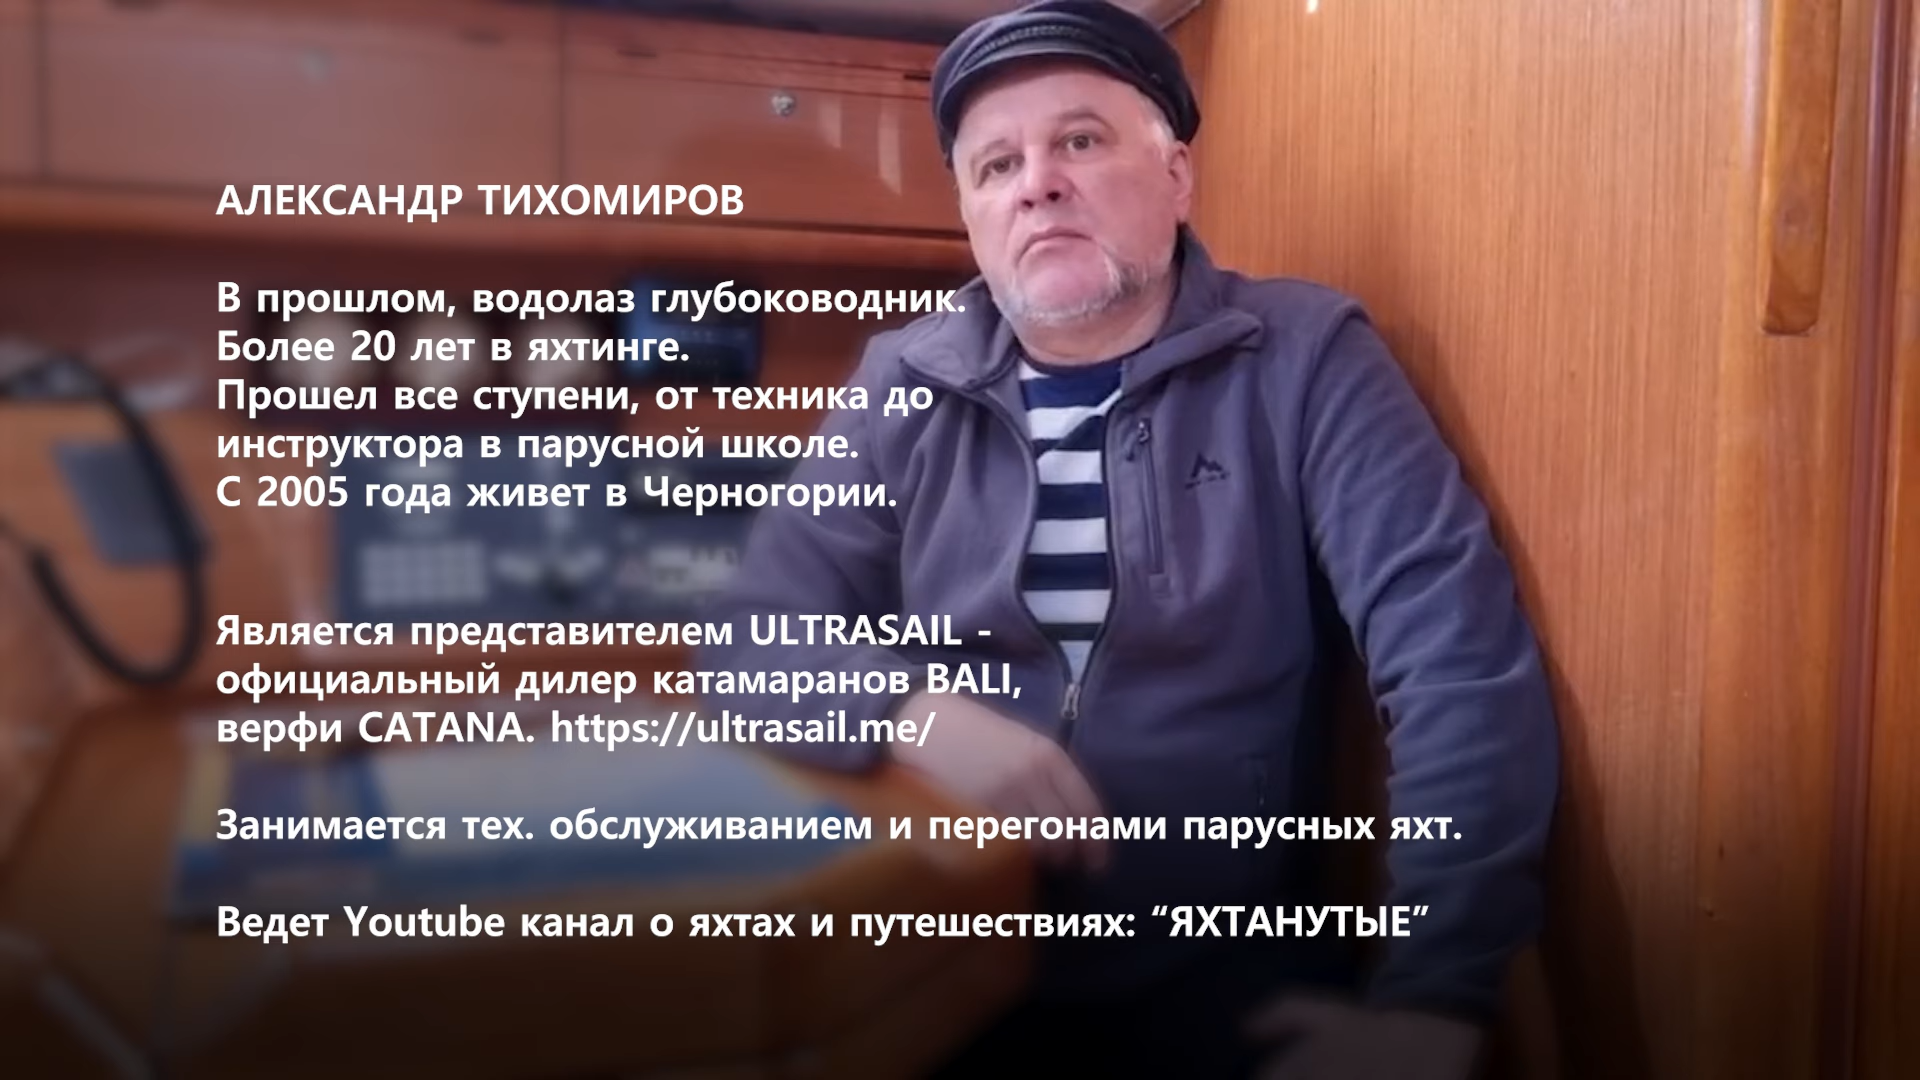 АЛЕКСАНДР ТИХОМИРОВ
В прошлом, водолаз глубоководник.
Более 20 лет в яхтинге.
Прошел все ступени, от техника до
инструктора в парусной школе.
С 2005 года живет в Черногории.
Является представителем ULTRASAIL -
официальный дилер катамаранов BALI,
верфи CATANA. https://ultrasail.me/
Занимается тех. обслуживанием и перегонами парусных яхт.
Ведет Youtube канал о яхтах и путешествиях: “ЯХТАНУТЫЕ”